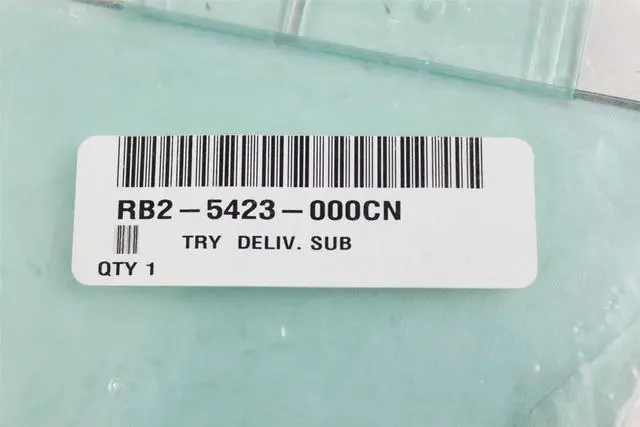 RB2-5423-000CN
TRY DELIV. SUB
QTY 1